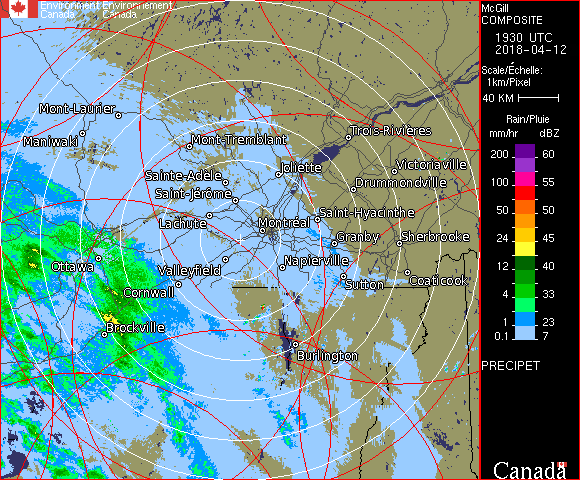 Environment Environnement
Canada Canada
McGill
COMPOSITE
1930 UTC
2018-04-12
Scale/Échelle:
1km/Pixel
40 KM
Rain/Pluie
mm/hr dBZ
200 60
100 55
50 50
24 45
12 40
4 33
1 23
0.1 7
PRECIPET
Canada
Mont-Laurier
Maniwaki
Mont-Tremblant
Trois-Rivières
Sainte-Adèle
Joliette
Victoriaville
Saint-Jérôme
Drummondville
Lachute
Montréal
Saint-Hyacinthe
Granby
Sherbrooke
Ottawa
Valleyfield
Napierville
Cornwall
Sutton
Coaticook
Brockville
Burlington